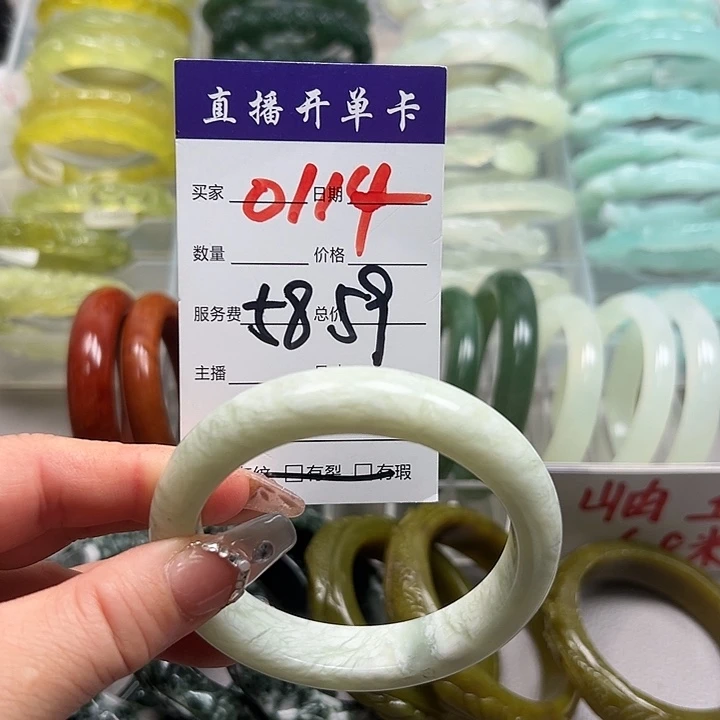 直播开单卡
买家 0114 日期
数量 价格
服务费 5859 总价
主播
有纹 □有裂 □有瑕